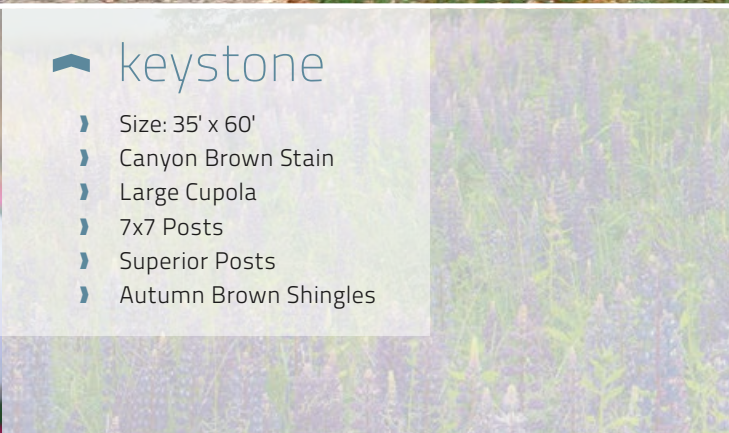 keystone
Size: 35' x 60'
Canyon Brown Stain
Large Cupola
7x7 Posts
Superior Posts
Autumn Brown Shingles